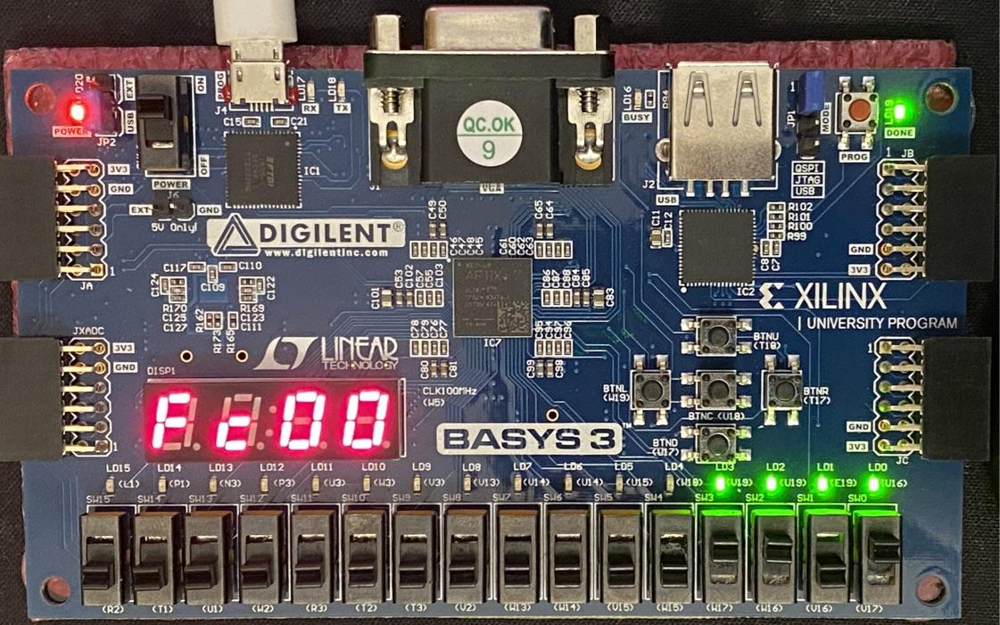 QC.OK
9
LD20
POWER
JP2
EXT
USB
ON
OFF
POWER
J6
EXT
GND
5V Only!
PROG
J4
LD17
RX
LD18
TX
C15
C21
IC1
J1
VGA
LD16
BUSY
R34
J2
USB
JP1
1
MODE
PROG
QSPI
JTAG
USB
LD19
DONE
1
JB
GND
3V3
3V3
GND
1
JA
DIGILENT®
www.digilentinc.com
C117
C110
C109
C124
R170
C125
C127
C122
R169
C123
C111
R162
R173
R165
C49
C50
C65
C64
C46
C47
C48
C45
C61
C60
C62
C63
C101
C53
C102
C57
C55
C103
C86
C87
C88
C84
C85
C83
C78
C79
C76
C77
C95
C94
C97
C96
C80
C81
C99
C98
IC7
C11
C12
R102
R101
R100
R99
C8
C7
IC2
XILINX
UNIVERSITY PROGRAM
JXADC
3V3
GND
1
LINEAR
TECHNOLOGY
DISP1
Fc00
CLK100MHz
(W5)
BASYS 3™
BTNU
(T18)
BTNL
(W19)
BTNC (U18)
BTNR
(T17)
BTND
(U17)
1
GND
3V3
JC
LD15 LD14 LD13 LD12 LD11 LD10 LD9 LD8 LD7 LD6 LD5 LD4 LD3 LD2 LD1 LD0
(L1) (P1) (N3) (P3) (U3) (W3) (V3) (V13) (V14) (U14) (U15) (W18) (V19) (U19) (E19) (U16)
SW15 SW14 SW13 SW12 SW11 SW10 SW9 SW8 SW7 SW6 SW5 SW4 SW3 SW2 SW1 SW0
(R2) (T1) (U1) (W2) (R3) (T2) (T3) (V2) (W13) (W14) (V15) (W15) (W17) (W16) (V16) (V17)